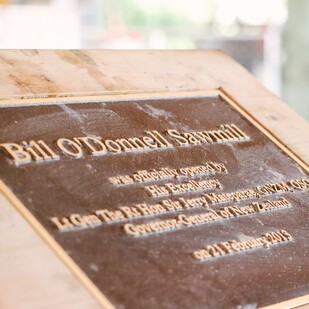 Bill O'Donnell Sawmill
was officially opened by
His Excellency
Lt Gen The Rt Hon Sir Jerry Mateparae, GNZM, QSO
Governor-General of New Zealand
on 21 February 2015